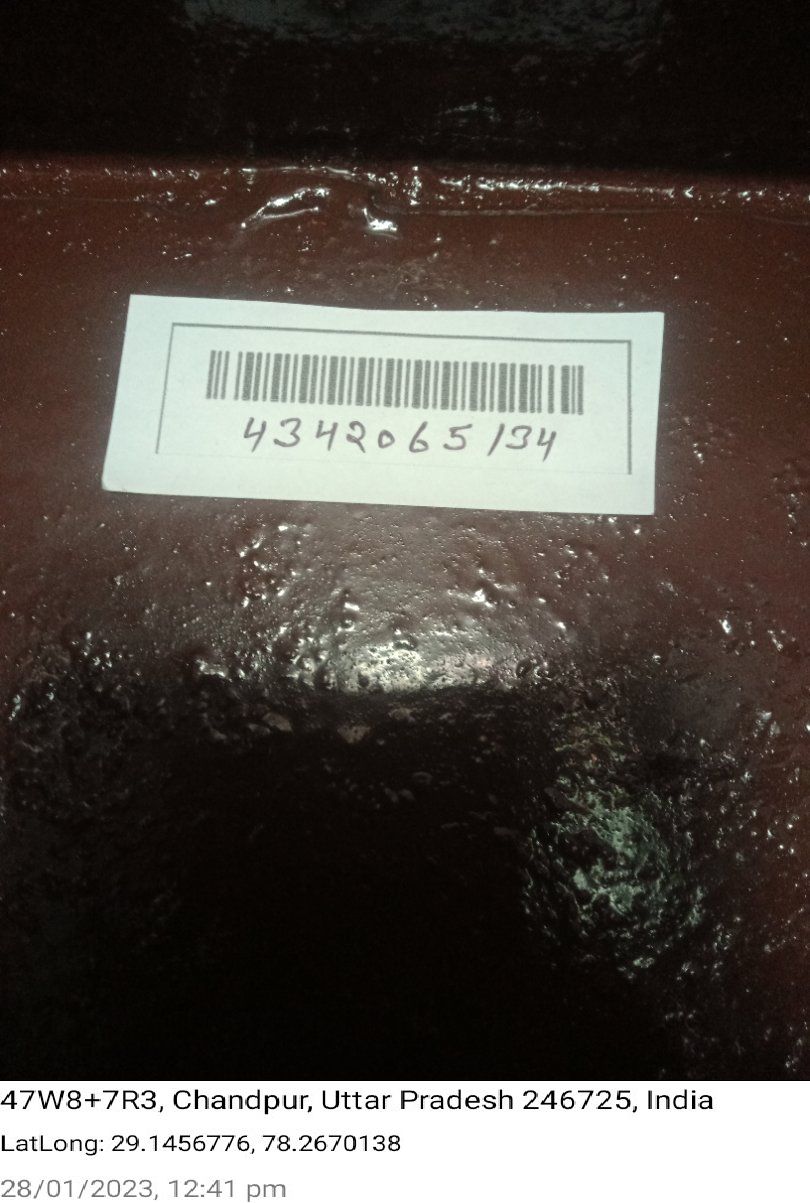 4342065134
47W8+7R3, Chandpur, Uttar Pradesh 246725, India
LatLong: 29.1456776, 78.2670138
28/01/2023, 12:41 pm